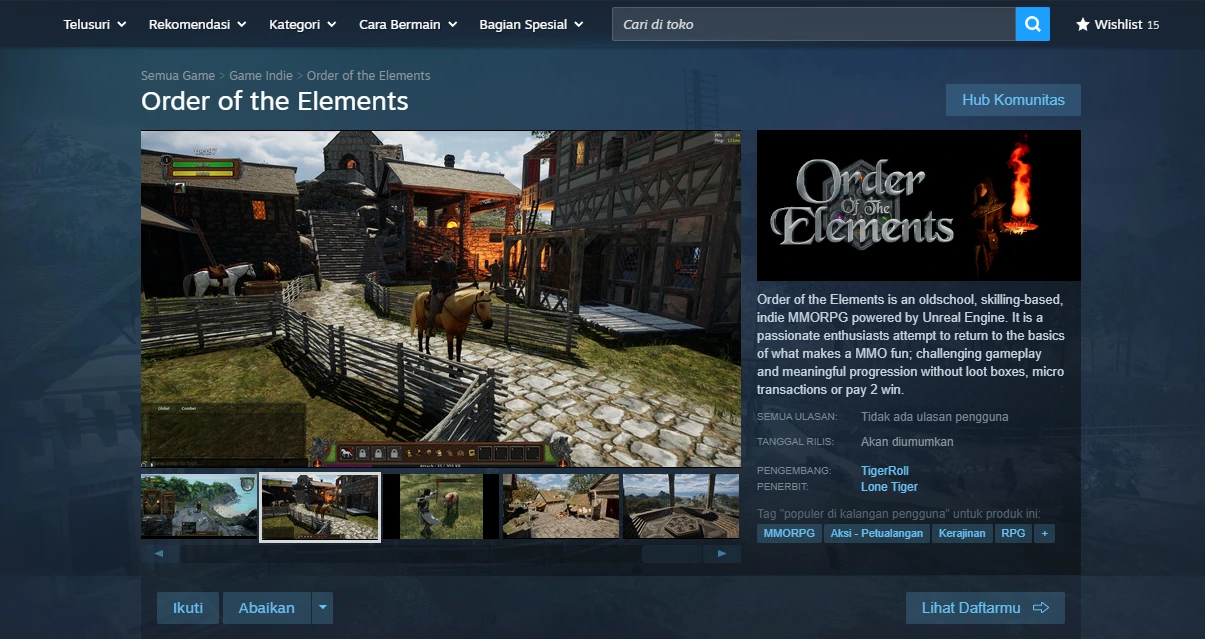 Telusuri Rekomendasi Kategori Cara Bermain Bagian Spesial Cari di toko Wishlist 15
Semua Game > Game Indie > Order of the Elements
Order of the Elements
Hub Komunitas
Order
Of The
Elements
Order of the Elements is an oldschool, skilling-based,
indie MMORPG powered by Unreal Engine. It is a
passionate enthusiasts attempt to return to the basics
of what makes a MMO fun; challenging gameplay
and meaningful progression without loot boxes, micro
transactions or pay 2 win.
SEMUA ULASAN: Tidak ada ulasan pengguna
TANGGAL RILIS: Akan diumumkan
PENGEMBANG: TigerRoll
PENERBIT: Lone Tiger
Tag "populer di kalangan pengguna" untuk produk ini:
MMORPG Aksi - Petualangan Kerajinan RPG +
Global Combat
Ikuti Abaikan Lihat Daftarmu